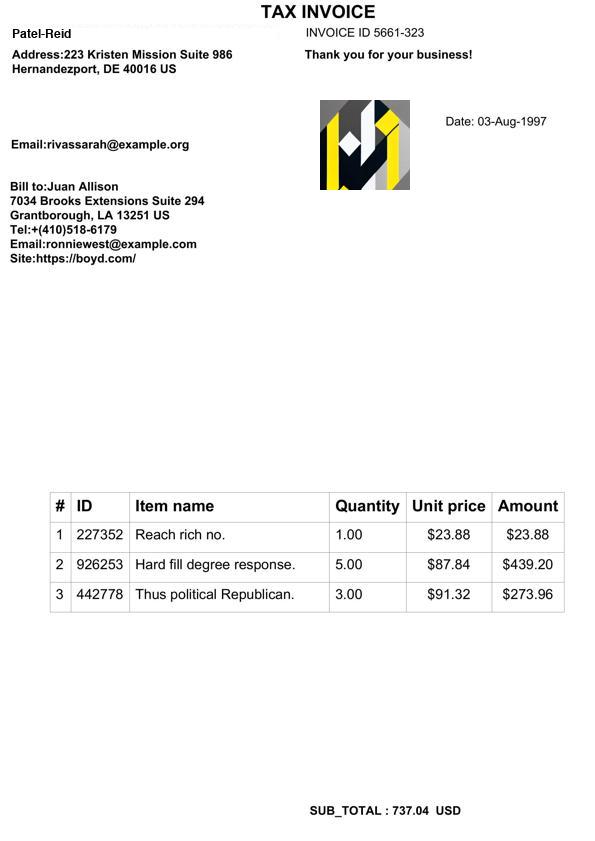 TAX INVOICE
Patel-Reid
INVOICE ID 5661-323
Address:223 Kristen Mission Suite 986
Hernandezport, DE 40016 US
Thank you for your business!
Date: 03-Aug-1997
Email:rivassarah@example.org
Bill to:Juan Allison
7034 Brooks Extensions Suite 294
Grantborough, LA 13251 US
Tel:+(410)518-6179
Email:ronniewest@example.com
Site:https://boyd.com/
# ID Item name Quantity Unit price Amount
1 227352 Reach rich no. 1.00 $23.88 $23.88
2 926253 Hard fill degree response. 5.00 $87.84 $439.20
3 442778 Thus political Republican. 3.00 $91.32 $273.96
SUB_TOTAL : 737.04 USD